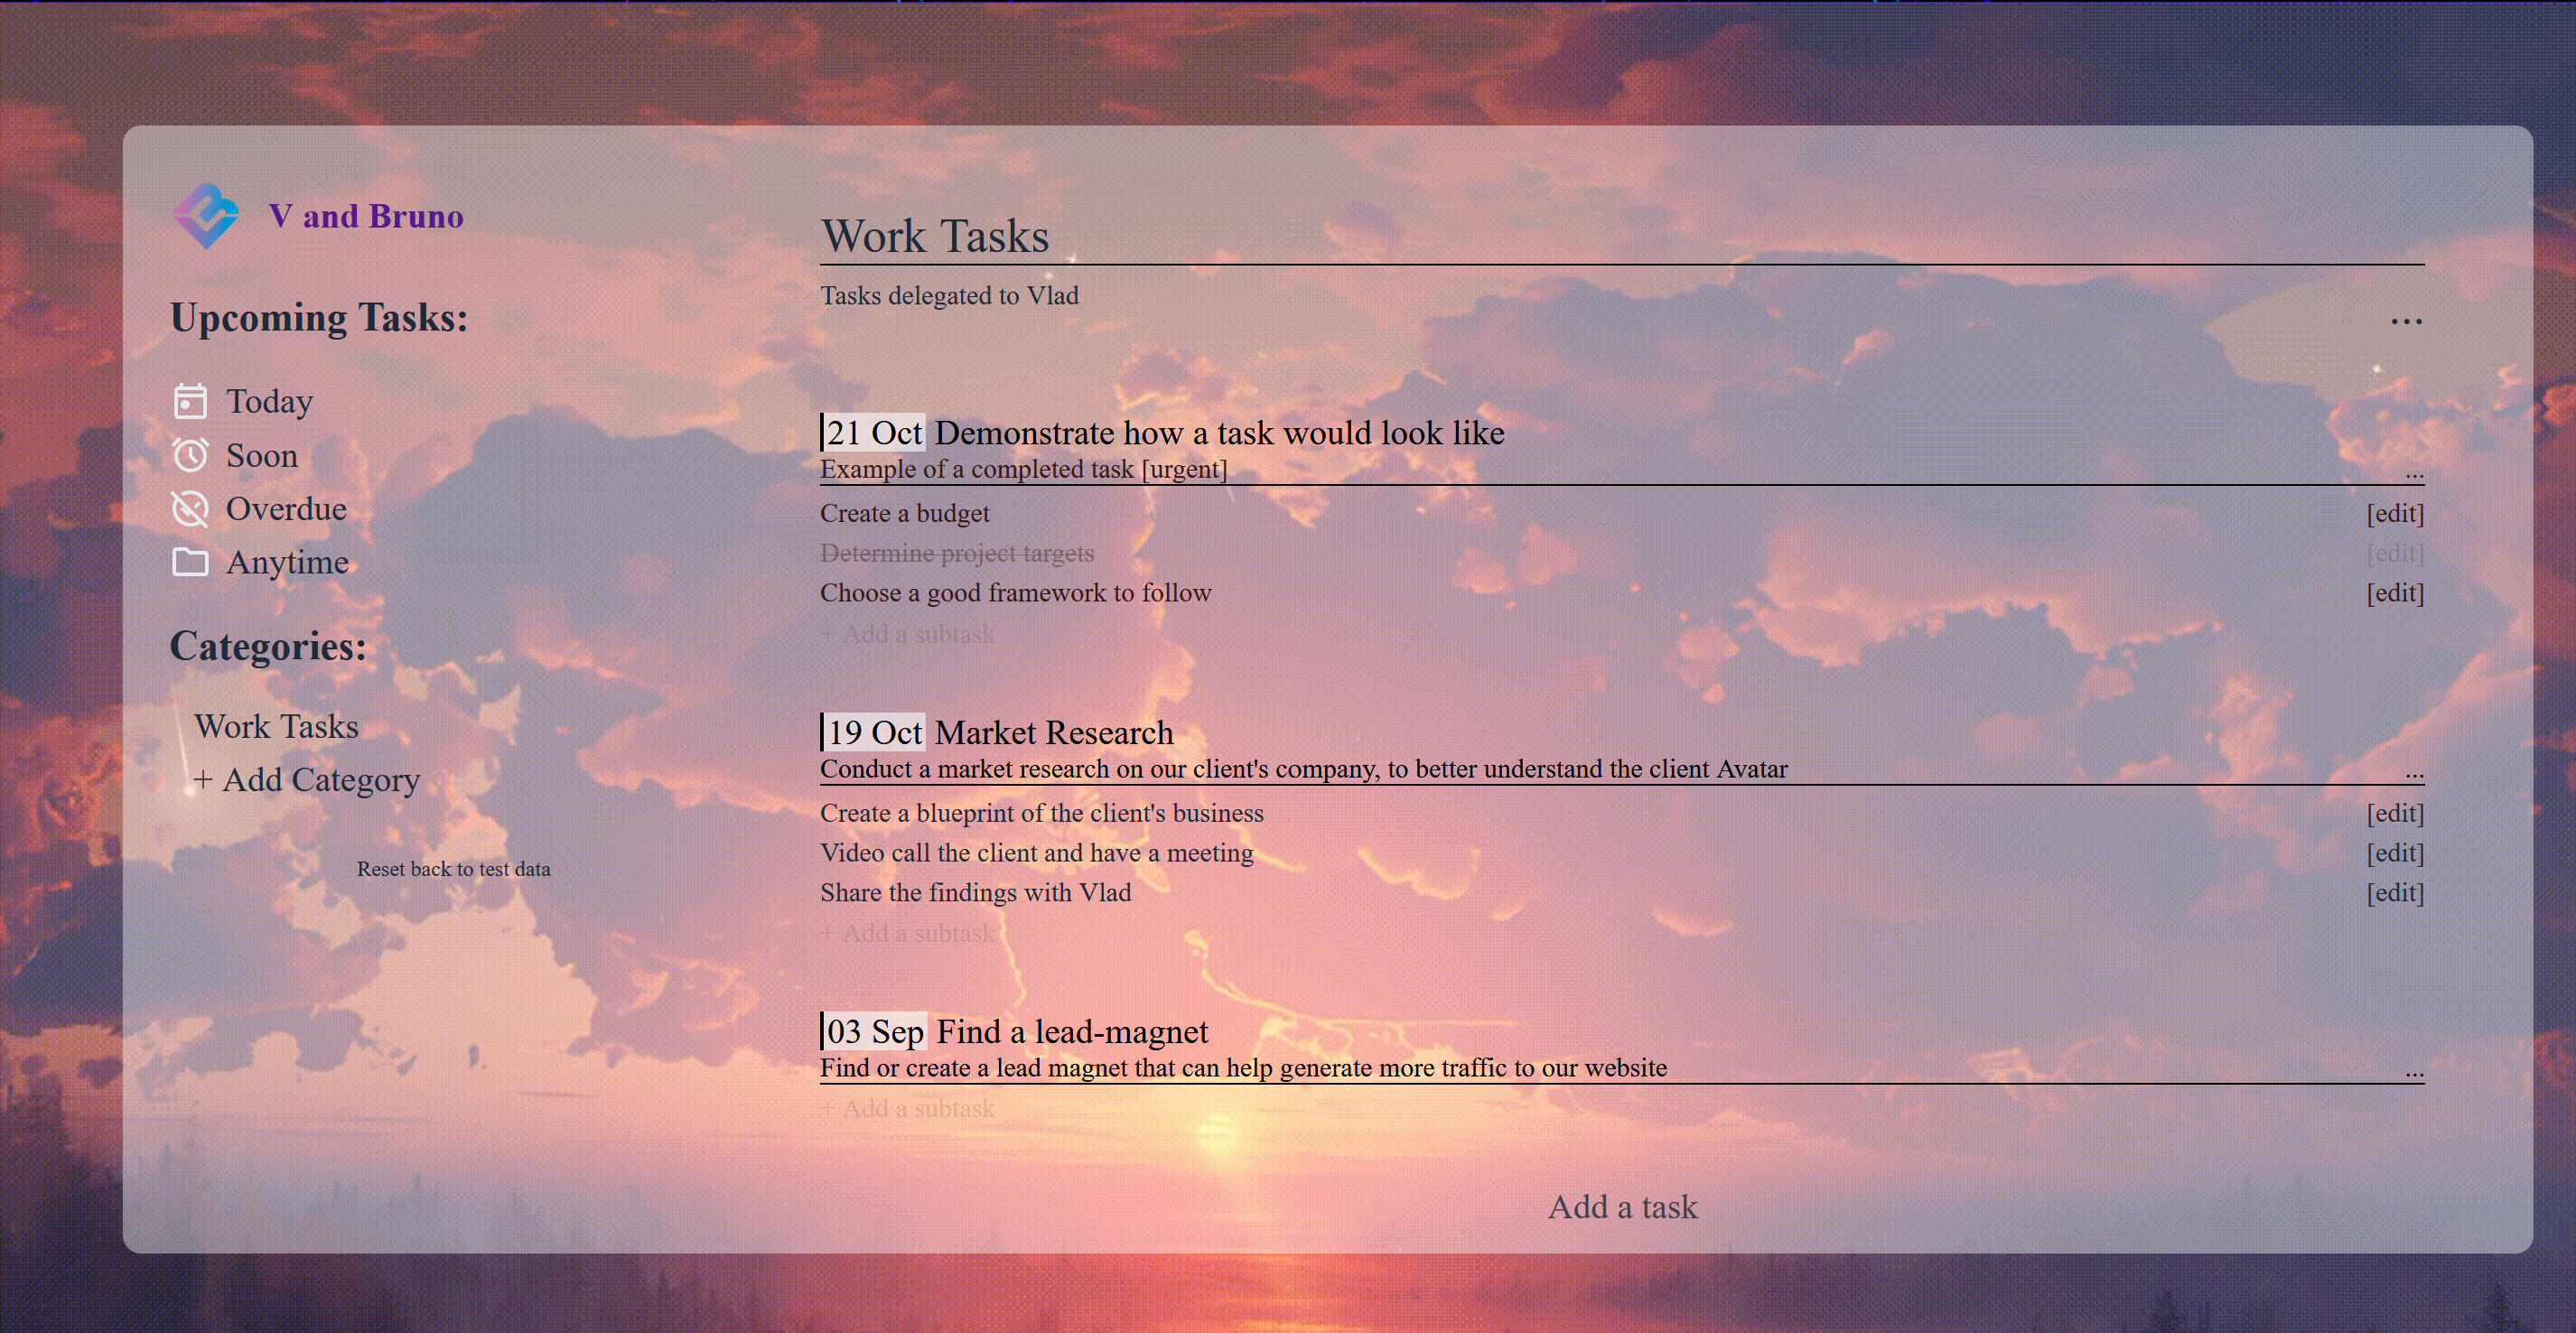 V and Bruno
Upcoming Tasks:
Today
Soon
Overdue
Anytime
Categories:
Work Tasks
+ Add Category
Reset back to test data
Work Tasks
Tasks delegated to Vlad
...
21 Oct Demonstrate how a task would look like
Example of a completed task [urgent] ...
Create a budget [edit]
Determine project targets [edit]
Choose a good framework to follow [edit]
+ Add a subtask
19 Oct Market Research
Conduct a market research on our client's company, to better understand the client Avatar ...
Create a blueprint of the client's business [edit]
Video call the client and have a meeting [edit]
Share the findings with Vlad [edit]
+ Add a subtask
03 Sep Find a lead-magnet
Find or create a lead magnet that can help generate more traffic to our website ...
+ Add a subtask
Add a task